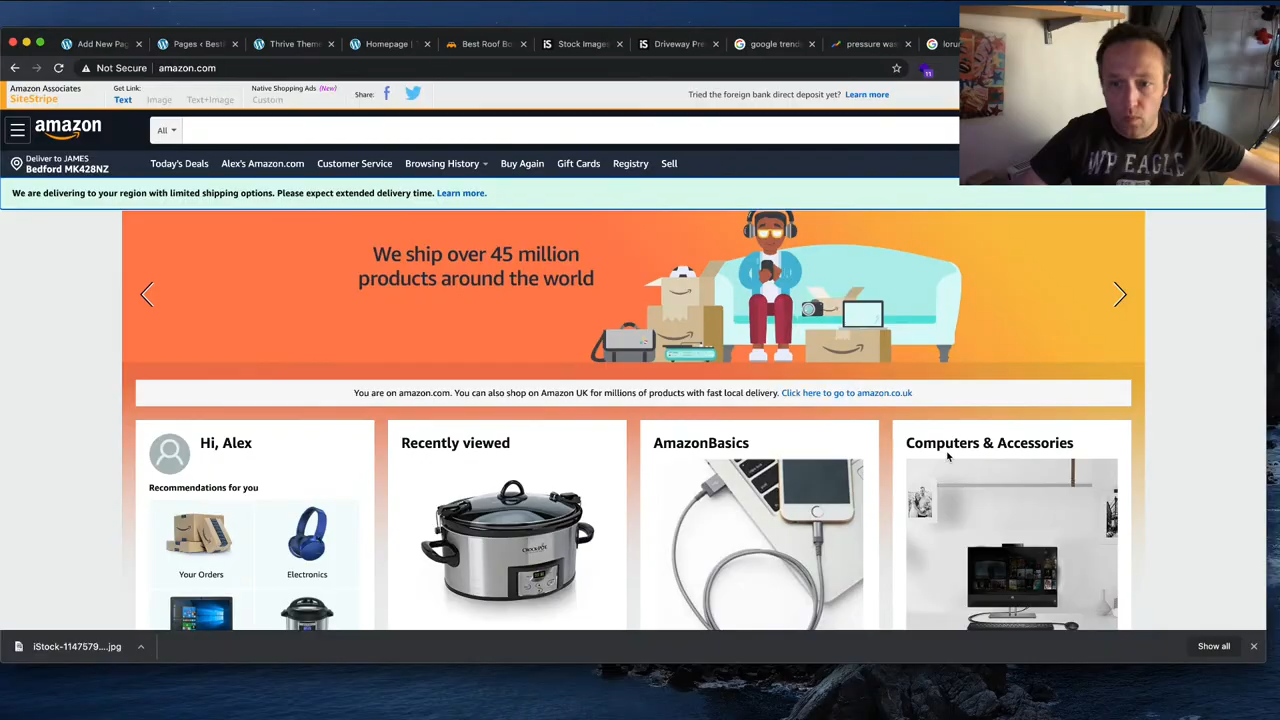 Add New Pa
Pages < Besti
Thrive Them
Homepage |
Best Roof Bo
Stock Images
Driveway Pre
google trend
pressure was
loru
Not Secure
amazon.com
11
Amazon Associates
SiteStripe
Get Link:
Text
Image
Text+Image
Native Shopping Ads (New)
Custom
Share:
Tried the foreign bank direct deposit yet? Learn more
amazon
All
Deliver to JAMES
Bedford MK428NZ
Today's Deals
Alex's Amazon.com
Customer Service
Browsing History
Buy Again
Gift Cards
Registry
Sell
We are delivering to your region with limited shipping options. Please expect extended delivery time. Learn more.
We ship over 45 million
products around the world
You are on amazon.com. You can also shop on Amazon UK for millions of products with fast local delivery. Click here to go to amazon.co.uk
Hi, Alex
Recommendations for you
Your Orders
Electronics
Recently viewed
AmazonBasics
Computers & Accessories
iStock-1147579....jpg
Show all
WP EAGLE